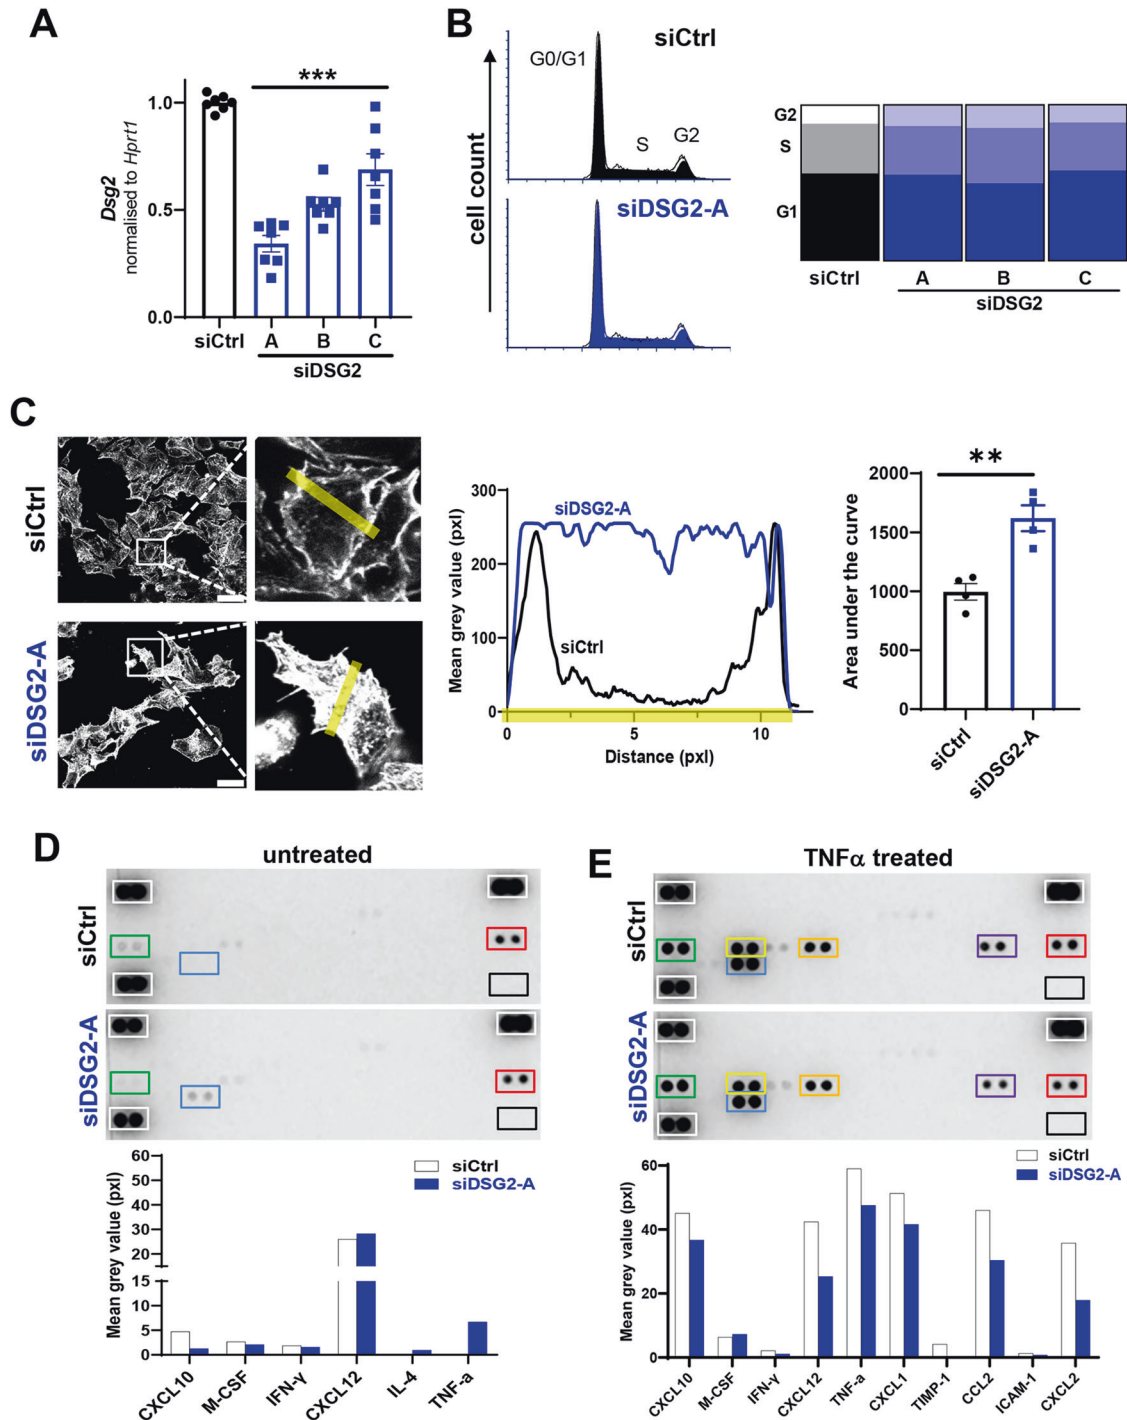 A
***
1.0
0.5
0.0
Dsg2
normalised to Hprt1
siCtrl
A
B
C
siDSG2
B
siCtrl
G0/G1
S
G2
siDSG2-A
cell count
G2
S
G1
siCtrl
A
B
C
siDSG2
C
siCtrl
siDSG2-A
300
200
100
0
Mean grey value (pxl)
siDSG2-A
siCtrl
0
5
10
Distance (pxl)
**
2000
1500
1000
500
0
Area under the curve
siCtrl
siDSG2-A
D
untreated
siCtrl
siDSG2-A
60
50
40
30
20
15
10
5
0
Mean grey value (pxl)
siCtrl
siDSG2-A
CXCL10
M-CSF
IFN-γ
CXCL12
IL-4
TNF-a
E
TNFα treated
siCtrl
siDSG2-A
60
40
20
0
Mean grey value (pxl)
siCtrl
siDSG2-A
CXCL10
M-CSF
IFN-γ
CXCL12
TNF-a
CXCL1
TIMP-1
CCL2
ICAM-1
CXCL2